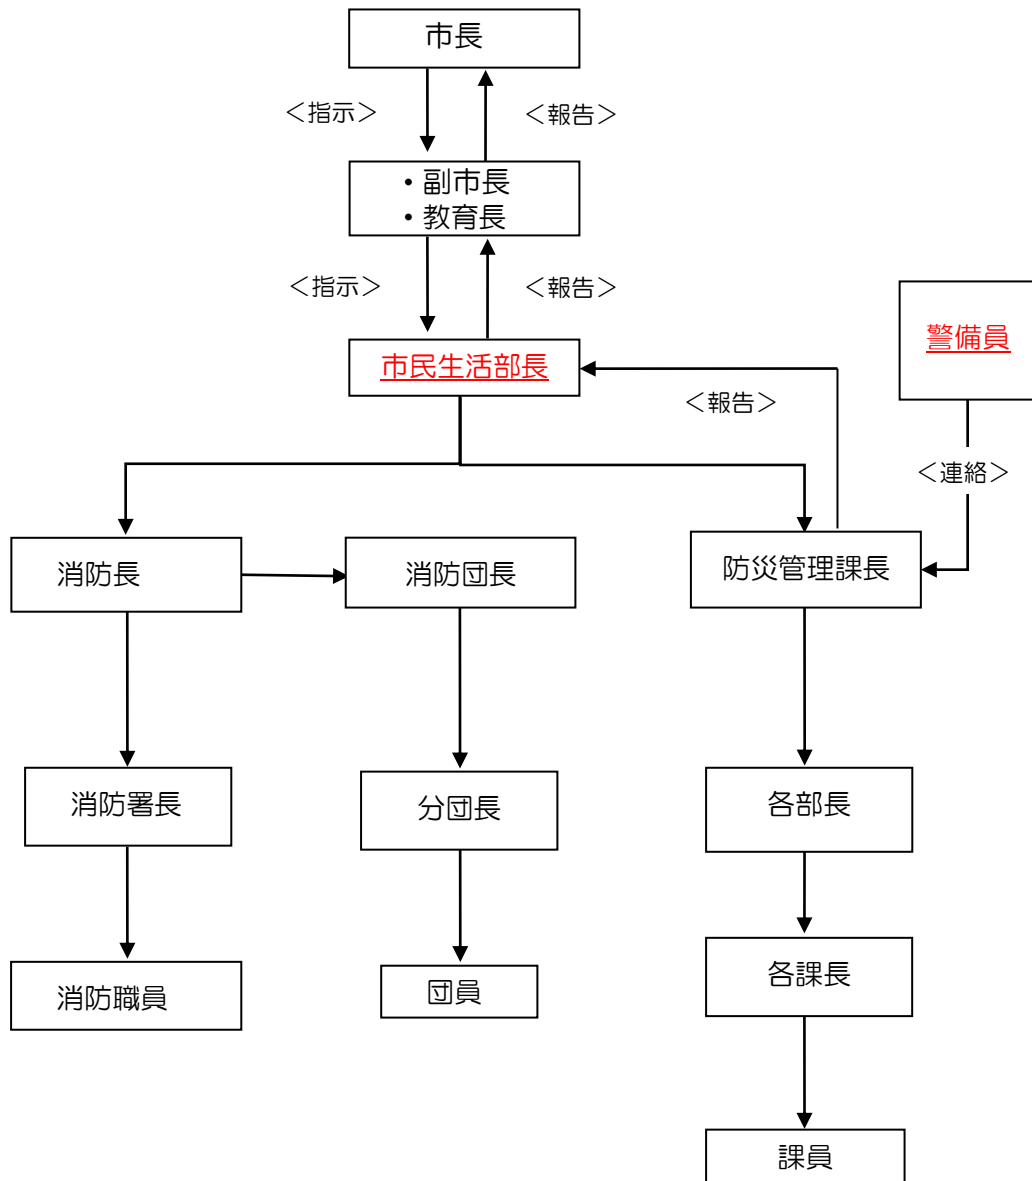 市長
＜指示＞
＜報告＞
・副市長
・教育長
＜指示＞
＜報告＞
警備員
市民生活部長
＜報告＞
＜連絡＞
消防長
消防団長
防災管理課長
消防署長
分団長
各部長
各課長
消防職員
団員
課員